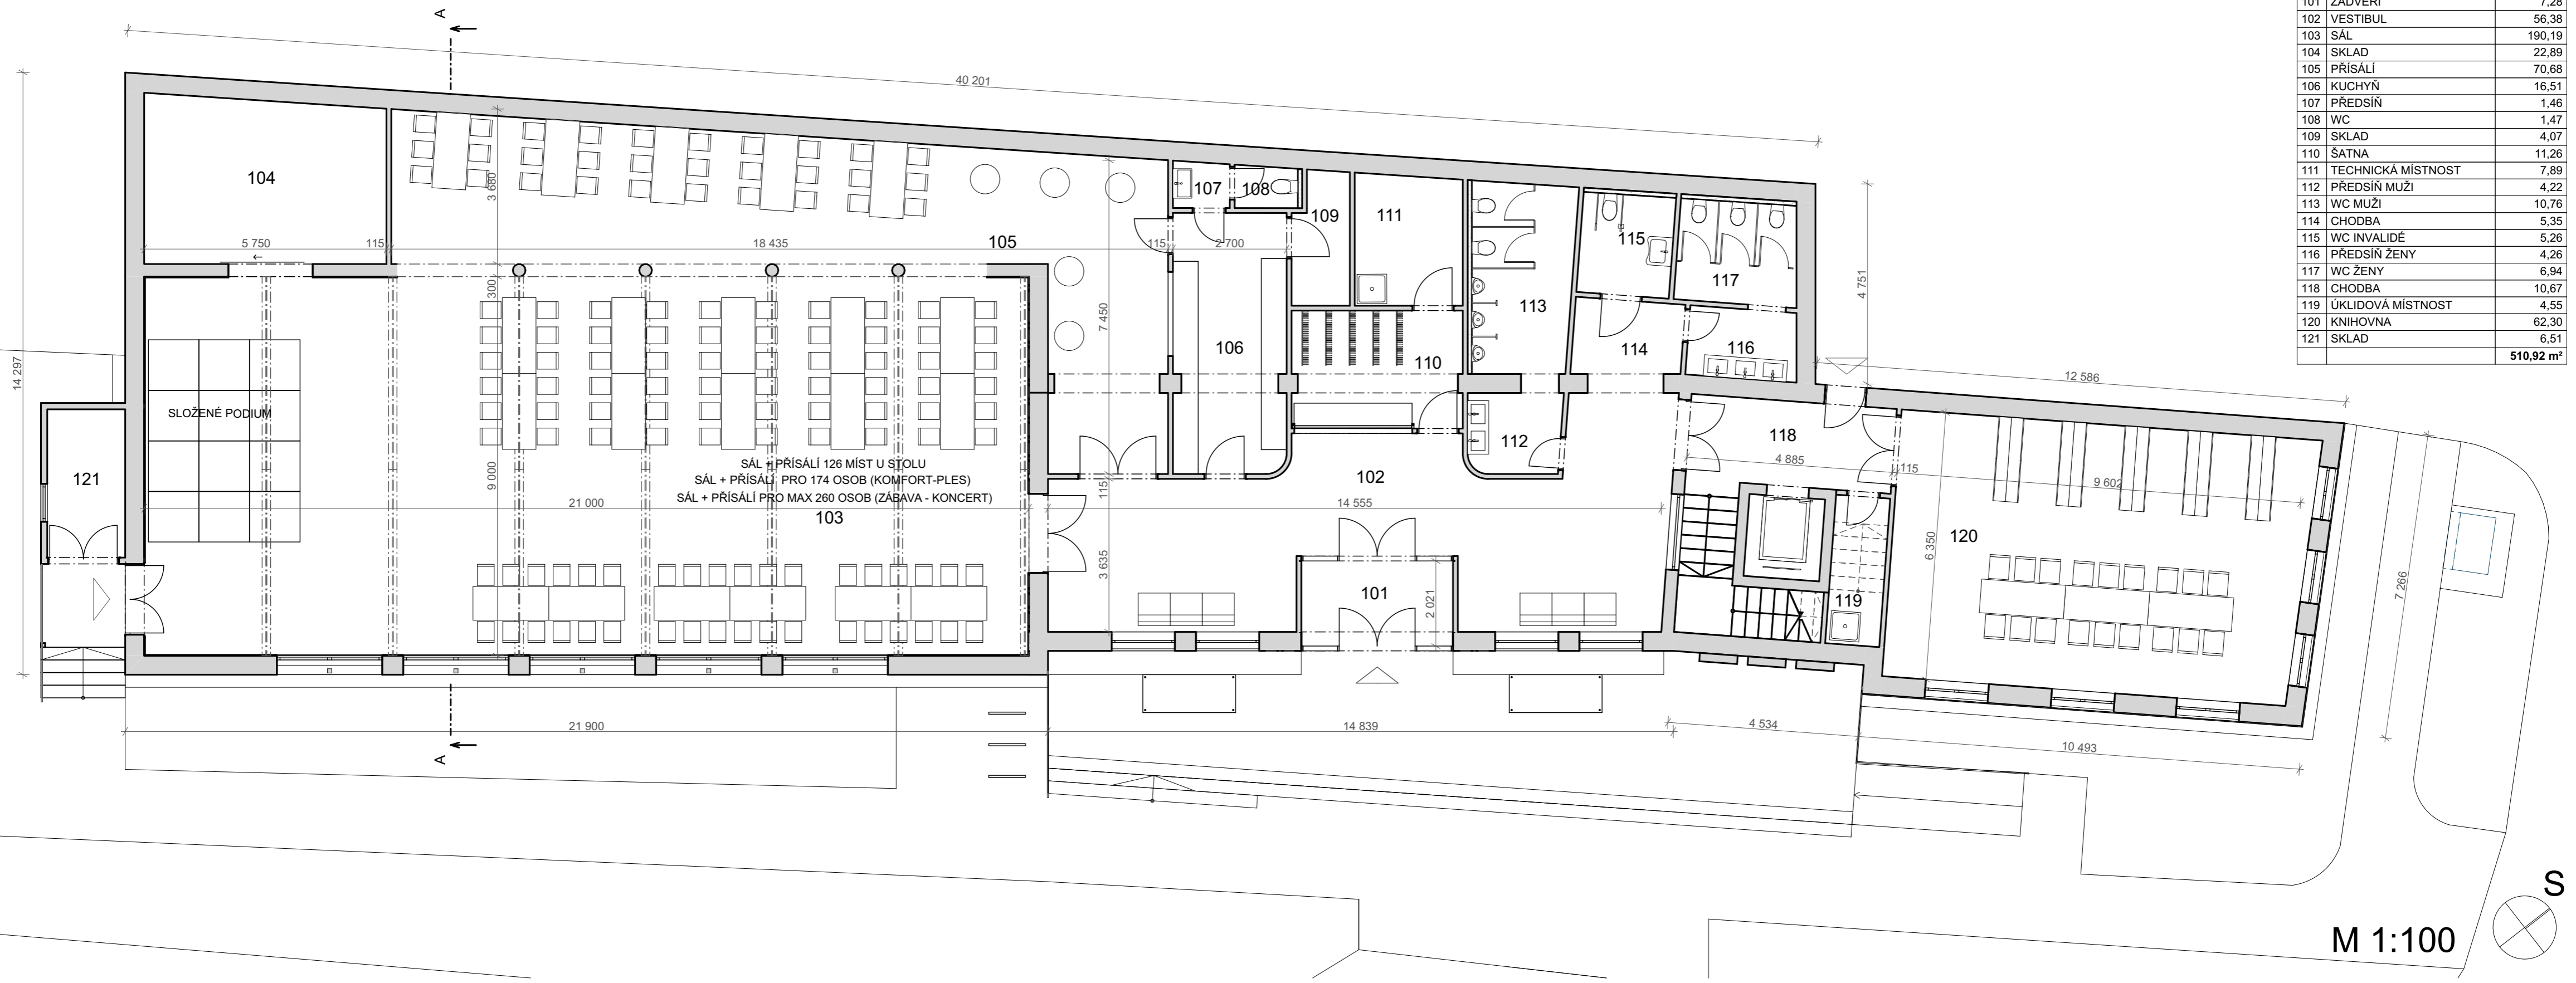 A
40 201
101 ZÁDVEŘÍ 7,28
102 VESTIBUL 56,38
103 SÁL 190,19
104 SKLAD 22,89
105 PŘÍSÁLÍ 70,68
106 KUCHYŇ 16,51
107 PŘEDSÍŇ 1,46
108 WC 1,47
109 SKLAD 4,07
110 ŠATNA 11,26
111 TECHNICKÁ MÍSTNOST 7,89
112 PŘEDSÍŇ MUŽI 4,22
113 WC MUŽI 10,76
114 CHODBA 5,35
115 WC INVALIDÉ 5,26
116 PŘEDSÍŇ ŽENY 4,26
117 WC ŽENY 6,94
118 CHODBA 10,67
119 ÚKLIDOVÁ MÍSTNOST 4,55
120 KNIHOVNA 62,30
121 SKLAD 6,51
510,92 m²
104
3 680
107
108
109
111
115
117
113
5 750
115
18 435
105
115
2 700
4 751
300
7 450
14 297
106
110
114
116
12 586
SLOŽENÉ PODIUM
112
118
121
9 000
SÁL + PŘÍSÁLÍ 126 MÍST U STOLU
SÁL + PŘÍSÁLÍ PRO 174 OSOB (KOMFORT-PLES)
SÁL + PŘÍSÁLÍ PRO MAX 260 OSOB (ZÁBAVA - KONCERT)
102
115
4 885
115
9 602
21 000
103
14 555
3 635
6 350
120
7 266
101
2 021
119
21 900
14 839
4 534
10 493
A
S
M 1:100